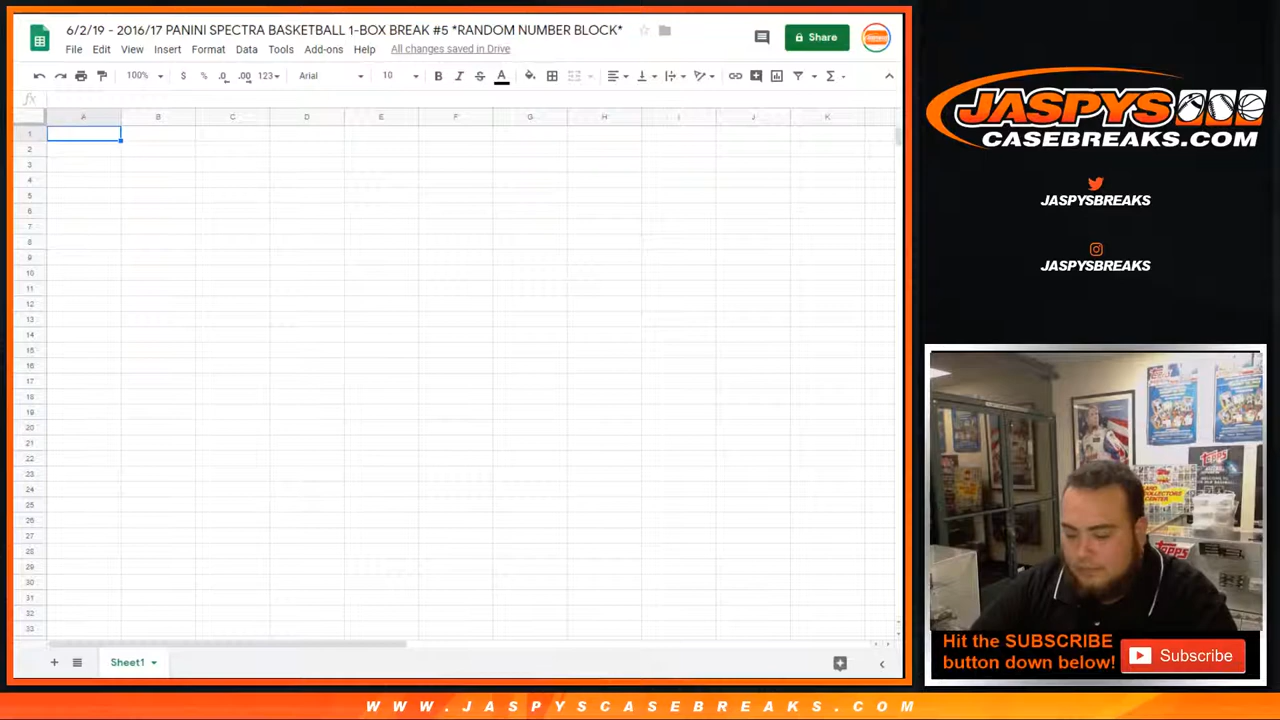 6/2/19 - 2016/17 PANINI SPECTRA BASKETBALL 1-BOX BREAK #5 *RANDOM NUMBER BLOCK*
File Edit View Insert Format Data Tools Add-ons Help All changes saved in Drive
Share
100% $ % .0 .00 123 Arial 10 B I S A
fx
A B C D E F G H I J K
1
2
3
4
5
6
7
8
9
10
11
12
13
14
15
16
17
18
19
20
21
22
23
24
25
26
27
28
29
30
31
32
33
Sheet1
JASPYS
CASEBREAKS.COM
JASPYSBREAKS
JASPYSBREAKS
Topps
Topps
Hit the SUBSCRIBE
button down below!
Subscribe
WWW.JASPYSCASEBREAKS.COM